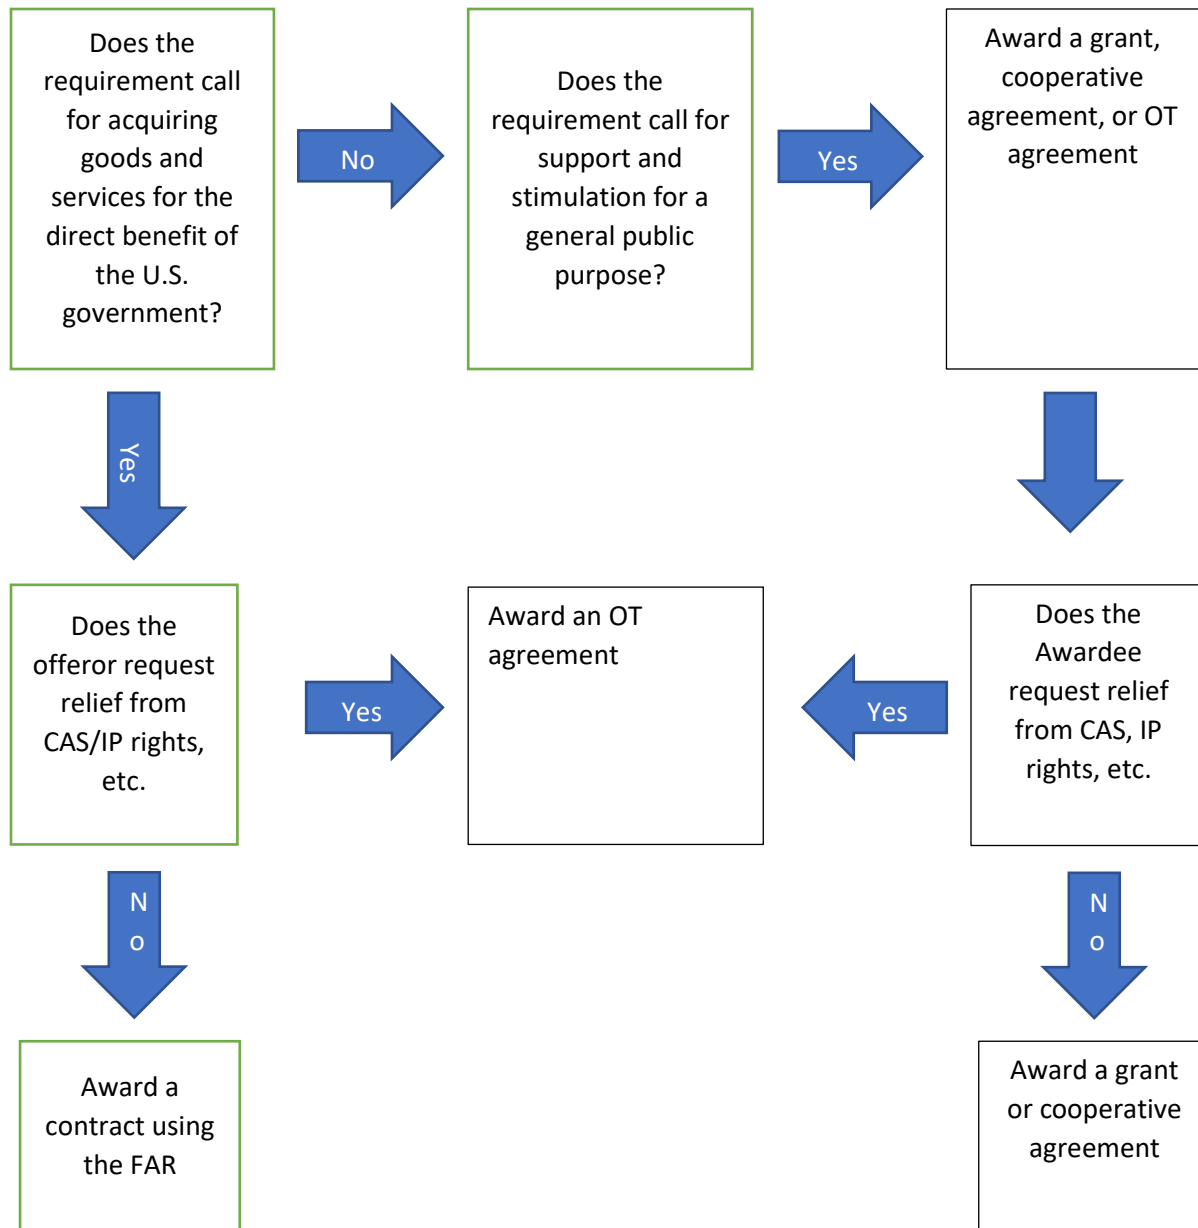 Does the
requirement call
for acquiring
goods and
services for the
direct benefit of
the U.S.
government?
No
Does the
requirement call for
support and
stimulation for a
general public
purpose?
Yes
Award a grant,
cooperative
agreement, or OT
agreement
Yes
Does the
offeror request
relief from
CAS/IP rights,
etc.
Yes
Award an OT
agreement
Yes
Does the
Awardee
request relief
from CAS, IP
rights, etc.
N
o
N
o
Award a
contract using
the FAR
Award a grant
or cooperative
agreement